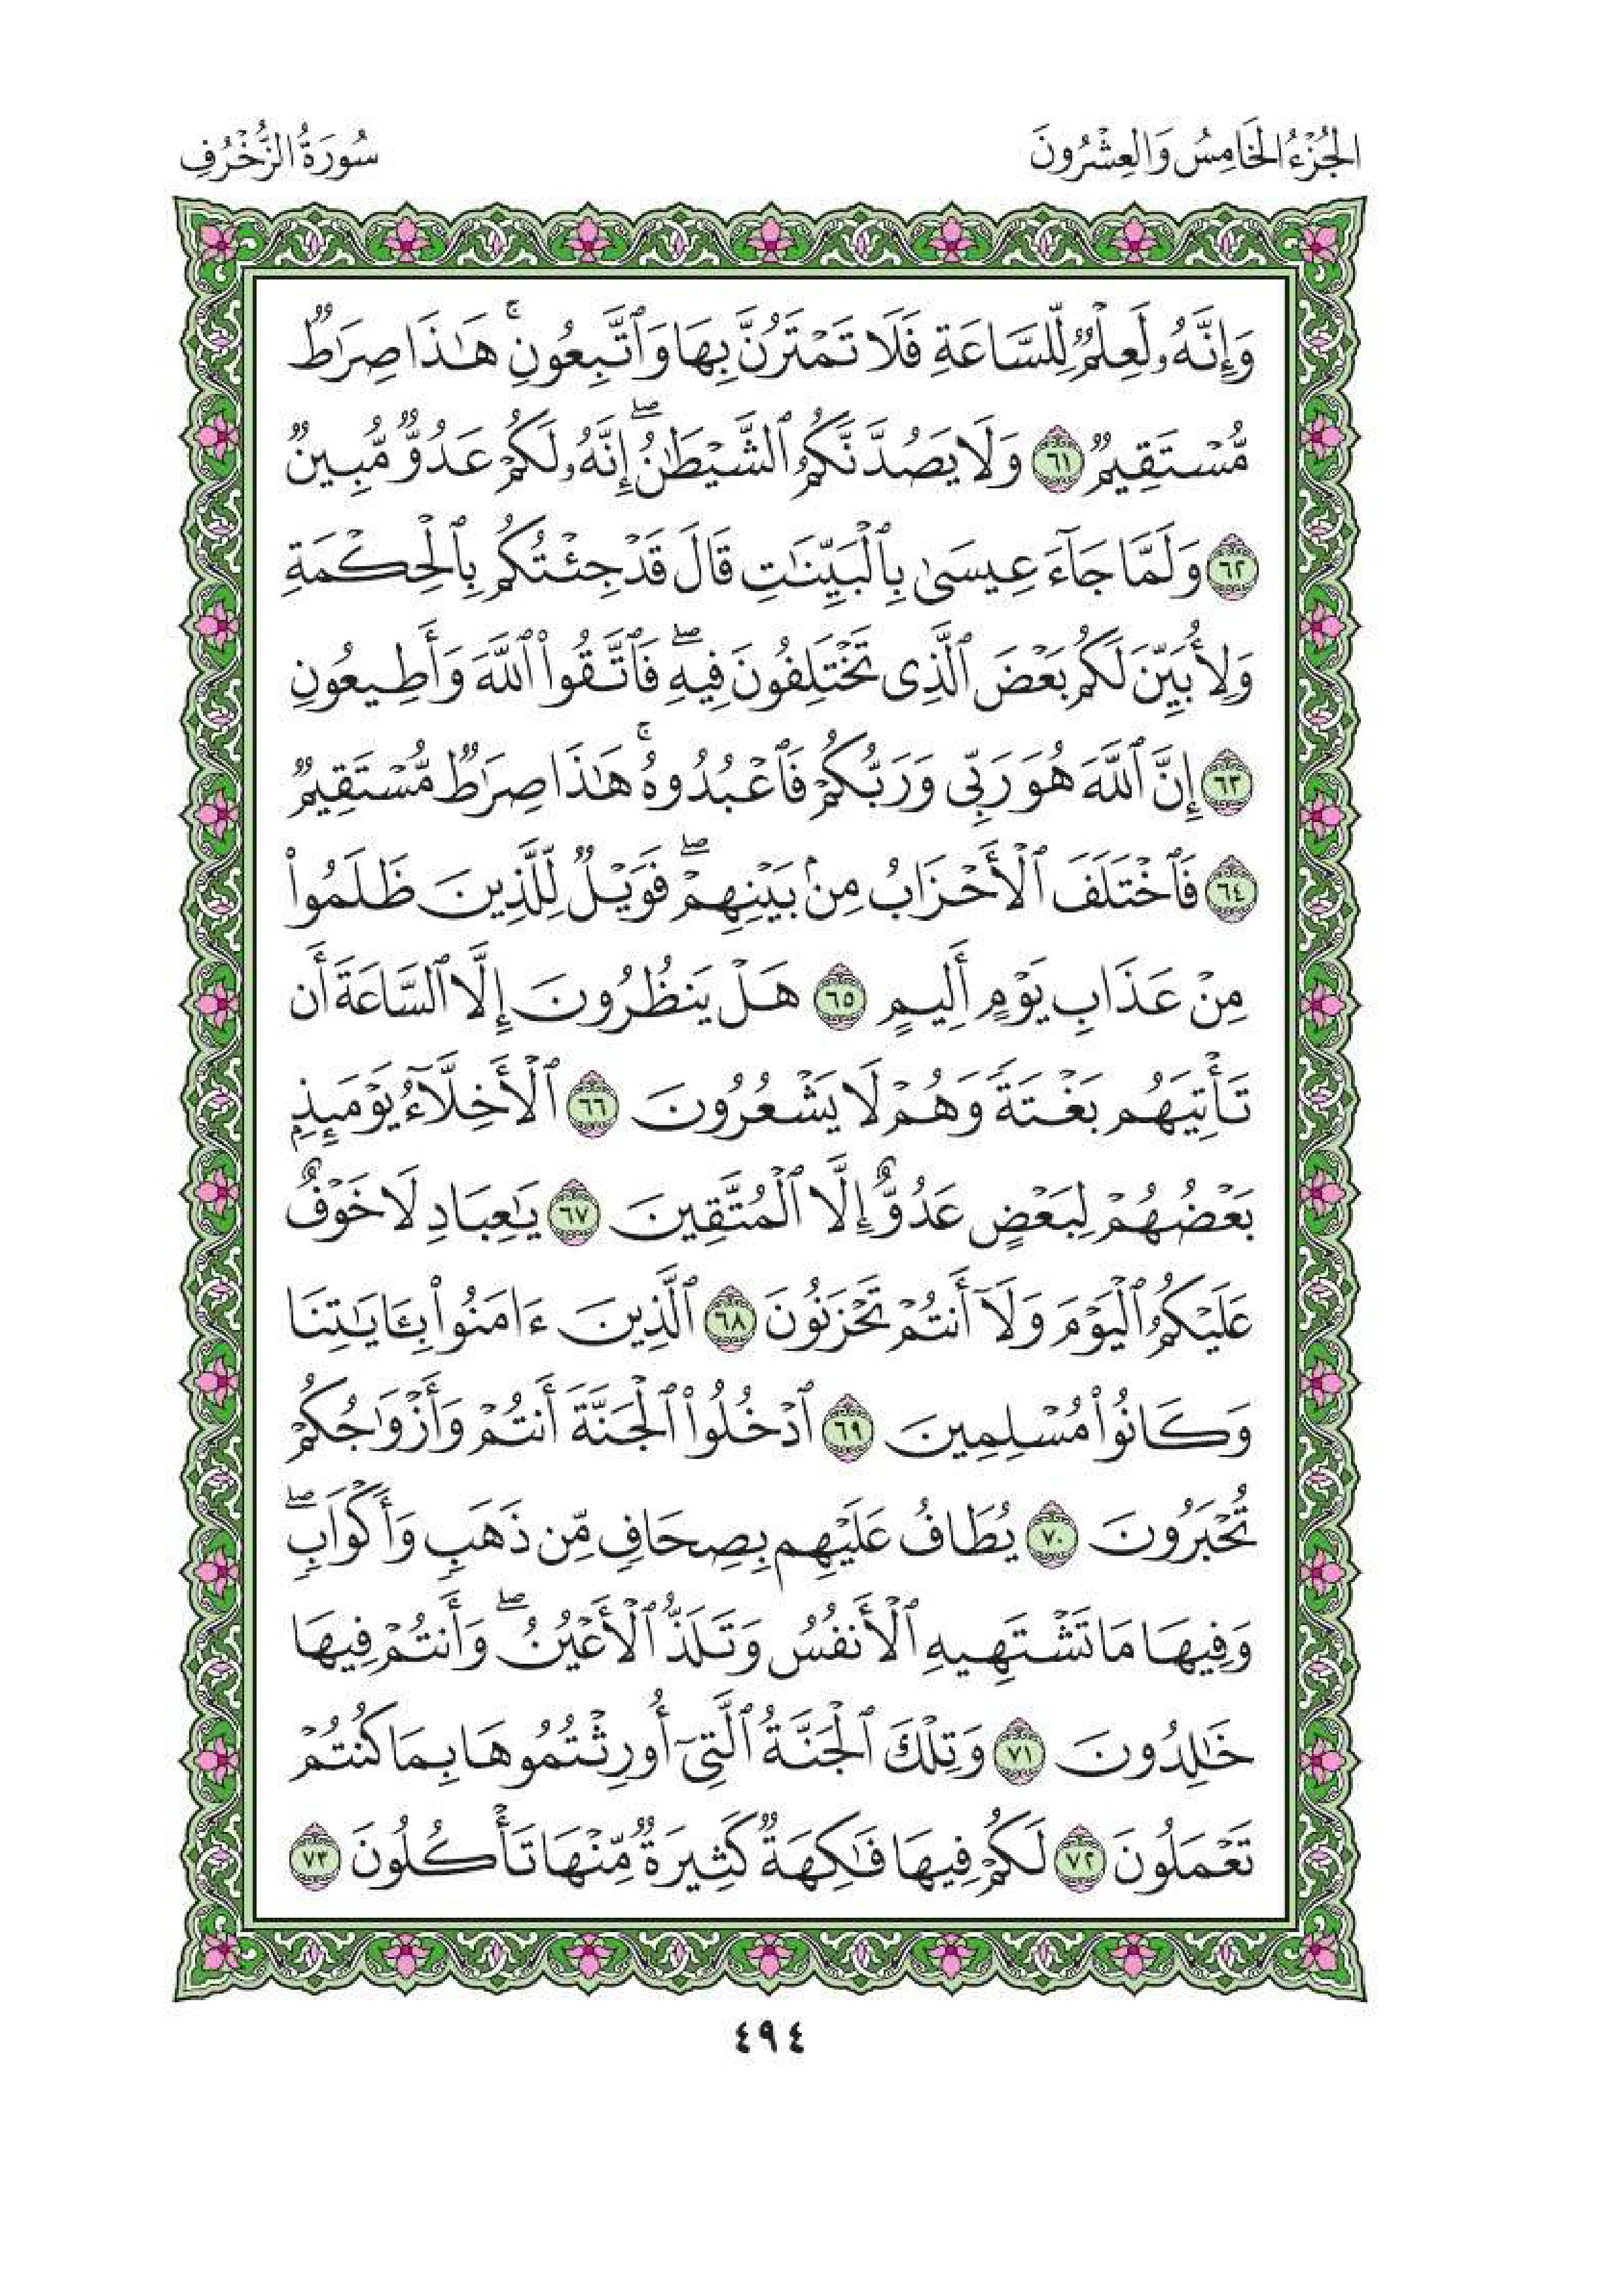 الجُزْءُ الخَامِسُ وَالعِشْرُونَ
سُورَةُ الزُّخْرُفِ
وَإِنَّهُۥ لَعِلْمٌۭ لِّلسَّاعَةِ فَلَا تَمْتَرُنَّ بِهَا وَٱتَّبِعُونِ ۚ هَـٰذَا صِرَٰطٌۭ
مُّسْتَقِيمٌۭ ٦١ وَلَا يَصُدَّنَّكُمُ ٱلشَّيْطَـٰنُ ۖ إِنَّهُۥ لَكُمْ عَدُوٌّۭ مُّبِينٌۭ
٦٢ وَلَمَّا جَآءَ عِيسَىٰ بِٱلْبَيِّنَـٰتِ قَالَ قَدْ جِئْتُكُم بِٱلْحِكْمَةِ
وَلِأُبَيِّنَ لَكُم بَعْضَ ٱلَّذِى تَخْتَلِفُونَ فِيهِ ۖ فَٱتَّقُوا۟ ٱللَّهَ وَأَطِيعُونِ
٦٣ إِنَّ ٱللَّهَ هُوَ رَبِّى وَرَبُّكُمْ فَٱعْبُدُوهُ ۚ هَـٰذَا صِرَٰطٌۭ مُّسْتَقِيمٌۭ
٦٤ فَٱخْتَلَفَ ٱلْأَحْزَابُ مِنۢ بَيْنِهِمْ ۖ فَوَيْلٌۭ لِّلَّذِينَ ظَلَمُوا۟
مِنْ عَذَابِ يَوْمٍ أَلِيمٍ ٦٥ هَلْ يَنظُرُونَ إِلَّا ٱلسَّاعَةَ أَن
تَأْتِيَهُم بَغْتَةًۭ وَهُمْ لَا يَشْعُرُونَ ٦٦ ٱلْأَخِلَّآءُ يَوْمَئِذٍۭ
بَعْضُهُمْ لِبَعْضٍ عَدُوٌّ إِلَّا ٱلْمُتَّقِينَ ٦٧ يَـٰعِبَادِ لَا خَوْفٌ
عَلَيْكُمُ ٱلْيَوْمَ وَلَآ أَنتُمْ تَحْزَنُونَ ٦٨ ٱلَّذِينَ ءَامَنُوا۟ بِـَٔايَـٰتِنَا
وَكَانُوا۟ مُسْلِمِينَ ٦٩ ٱدْخُلُوا۟ ٱلْجَنَّةَ أَنتُمْ وَأَزْوَٰجُكُمْ
تُحْبَرُونَ ٧٠ يُطَافُ عَلَيْهِم بِصِحَافٍۢ مِّن ذَهَبٍۢ وَأَكْوَابٍۢ ۖ
وَفِيهَا مَا تَشْتَهِيهِ ٱلْأَنفُسُ وَتَلَذُّ ٱلْأَعْيُنُ ۖ وَأَنتُمْ فِيهَا
خَـٰلِدُونَ ٧١ وَتِلْكَ ٱلْجَنَّةُ ٱلَّتِىٓ أُورِثْتُمُوهَا بِمَا كُنتُمْ
تَعْمَلُونَ ٧٢ لَكُمْ فِيهَا فَـٰكِهَةٌۭ كَثِيرَةٌۭ مِّنْهَا تَأْكُلُونَ ٧٣
٤٩٤